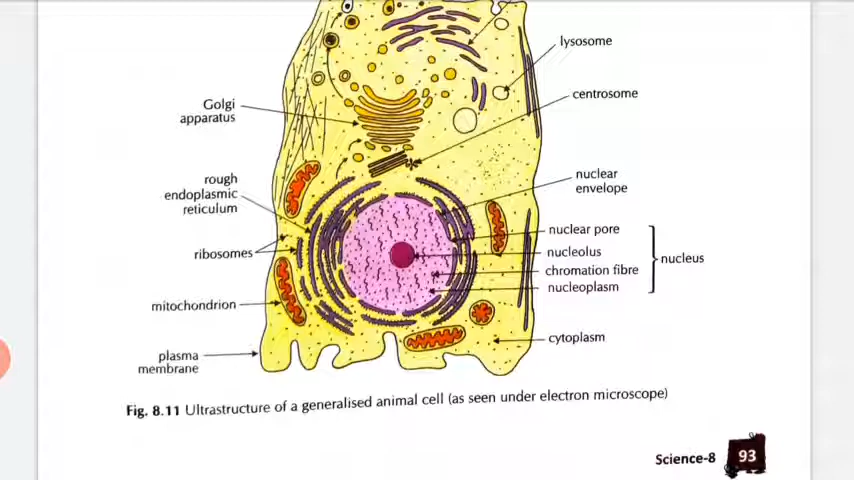 lysosome
centrosome
Golgi
apparatus
nuclear
envelope
rough
endoplasmic
reticulum
nuclear pore
nucleolus
chromation fibre
nucleoplasm
nucleus
ribosomes
mitochondrion
cytoplasm
plasma
membrane
Fig. 8.11 Ultrastructure of a generalised animal cell (as seen under electron microscope)
Science-8
93